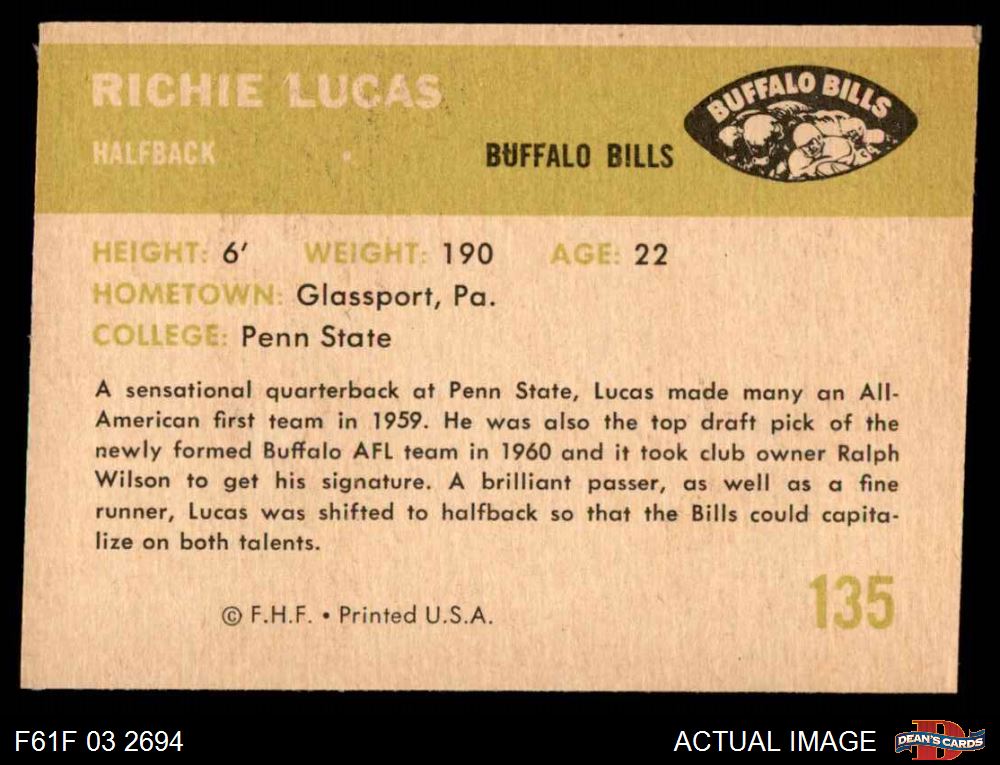 RICHIE LUCAS
HALFBACK
BUFFALO BILLS
BUFFALO BILLS
HEIGHT: 6' WEIGHT: 190 AGE: 22
HOMETOWN: Glassport, Pa.
COLLEGE: Penn State
A sensational quarterback at Penn State, Lucas made many an All-
American first team in 1959. He was also the top draft pick of the
newly formed Buffalo AFL team in 1960 and it took club owner Ralph
Wilson to get his signature. A brilliant passer, as well as a fine
runner, Lucas was shifted to halfback so that the Bills could capita-
lize on both talents.
135
© F.H.F. • Printed U.S.A.
F61F 03 2694
ACTUAL IMAGE
DEAN'S CARDS